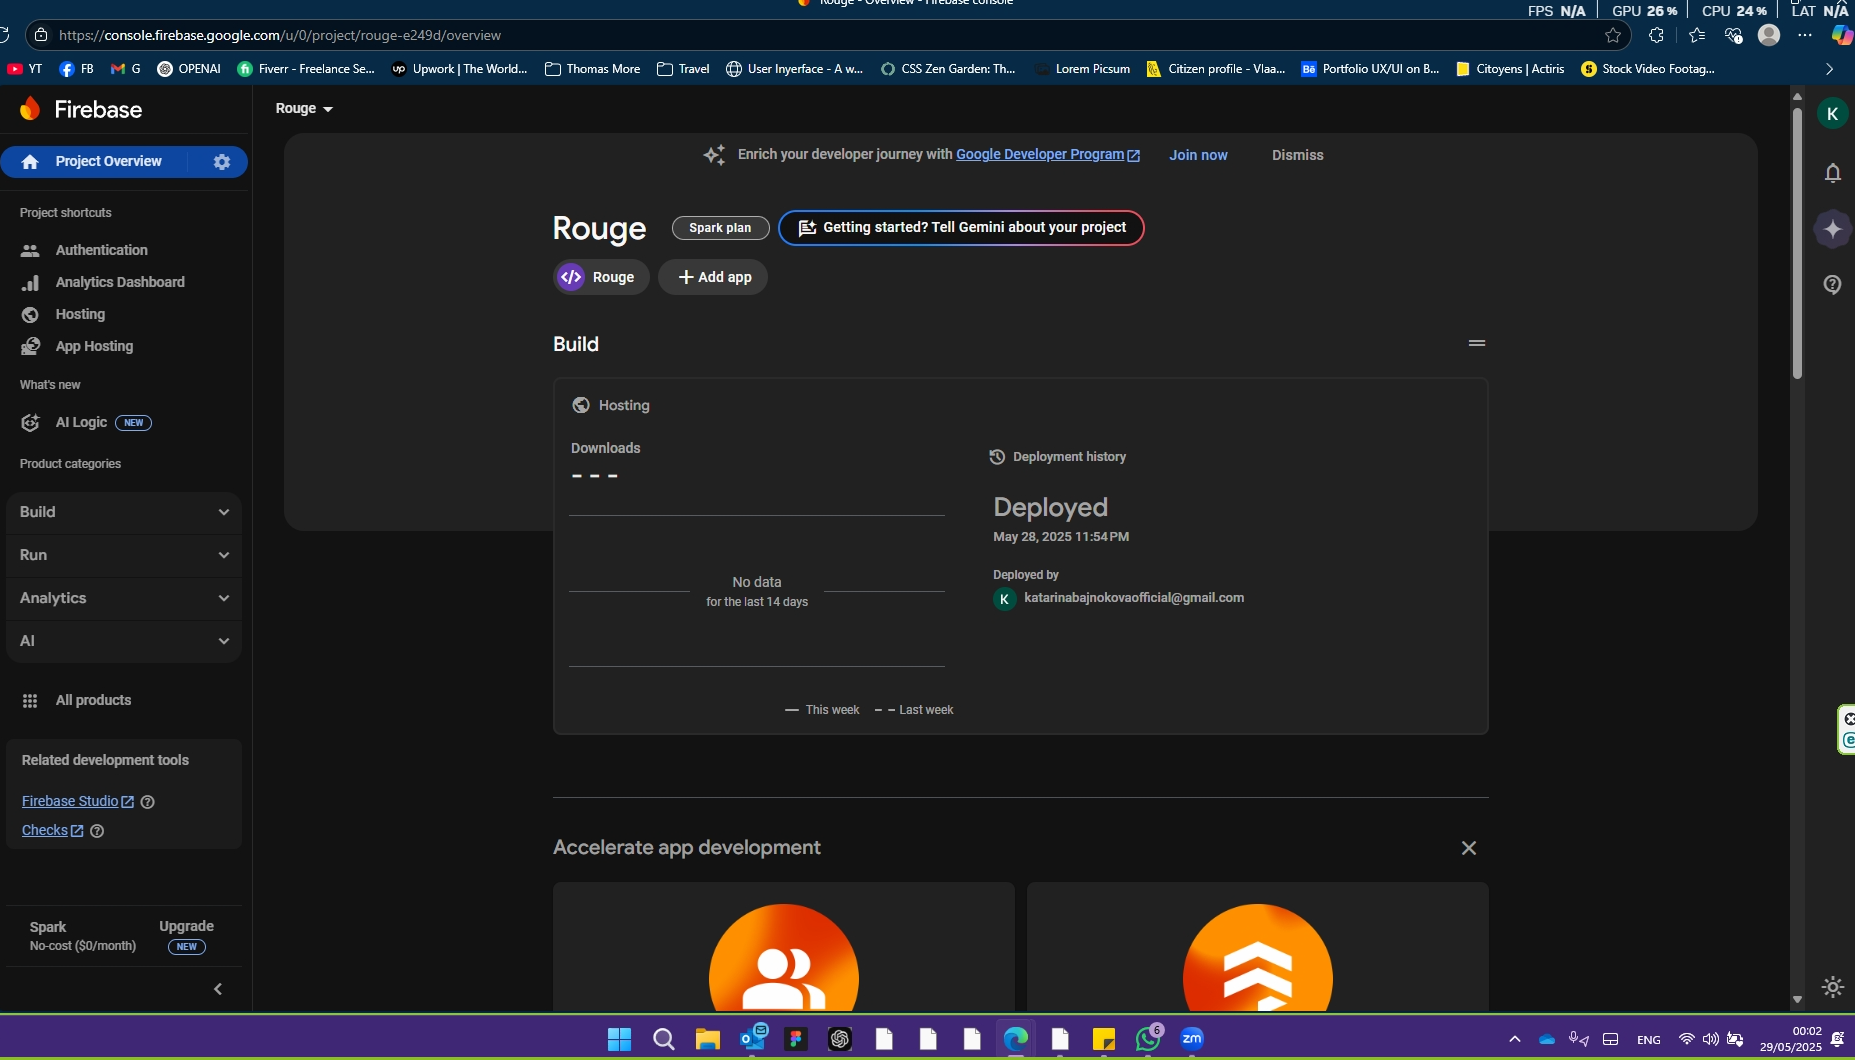 Rouge - Overview - Firebase console
FPS N/A GPU 26 % CPU 24 % LAT N/A
https://console.firebase.google.com/u/0/project/rouge-e249d/overview
YT FB G OPENAI Fiverr - Freelance Se... Upwork | The World... Thomas More Travel User Inyerface - A w... CSS Zen Garden: Th... Lorem Picsum Citizen profile - Vlaa... Bē Portfolio UX/UI on B... Citoyens | Actiris S Stock Video Footag...
Firebase
Rouge
K
Project Overview
Enrich your developer journey with Google Developer Program Join now Dismiss
Project shortcuts
Authentication
Analytics Dashboard
Hosting
App Hosting
What's new
AI Logic NEW
Product categories
Build
Run
Analytics
AI
All products
Related development tools
Firebase Studio
Checks
Spark
No-cost ($0/month)
Upgrade
NEW
Rouge Spark plan Getting started? Tell Gemini about your project
Rouge + Add app
Build
Hosting
Downloads
- - -
No data
for the last 14 days
This week Last week
Deployment history
Deployed
May 28, 2025 11:54 PM
Deployed by
K katarinabajnokovaofficial@gmail.com
Accelerate app development
6
zm
ENG
00:02
29/05/2025